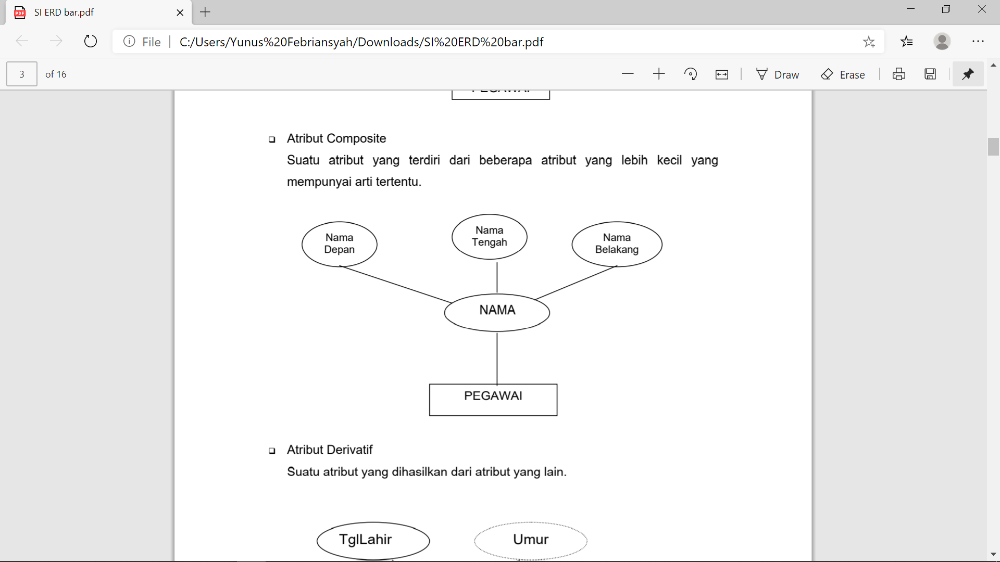 SI ERD bar.pdf
File
C:/Users/Yunus%20Febriansyah/Downloads/SI%20ERD%20bar.pdf
3 of 16
Draw
Erase
PEGAWAI
Atribut Composite
Suatu atribut yang terdiri dari beberapa atribut yang lebih kecil yang
mempunyai arti tertentu.
Nama
Depan
Nama
Tengah
Nama
Belakang
NAMA
PEGAWAI
Atribut Derivatif
Suatu atribut yang dihasilkan dari atribut yang lain.
TglLahir
Umur